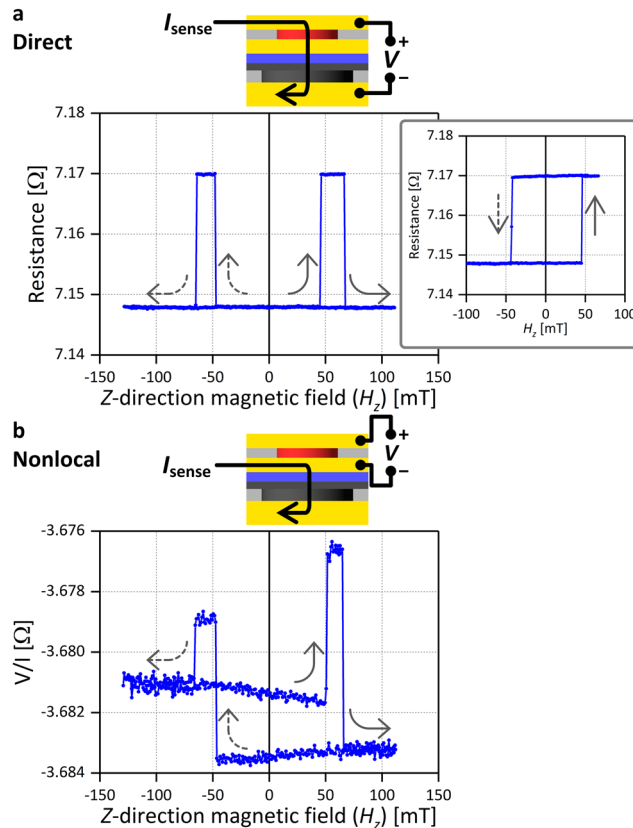 a
Direct
I_sense
+
V
−
Resistance [Ω]
7.18
7.17
7.16
7.15
7.14
-150 -100 -50 0 50 100 150
Z-direction magnetic field (H_z) [mT]
Resistance [Ω]
7.18
7.17
7.16
7.15
7.14
-100 -50 0 50 100
H_z [mT]
b
Nonlocal
I_sense
+
V
−
V/I [Ω]
-3.676
-3.678
-3.680
-3.682
-3.684
-150 -100 -50 0 50 100 150
Z-direction magnetic field (H_z) [mT]